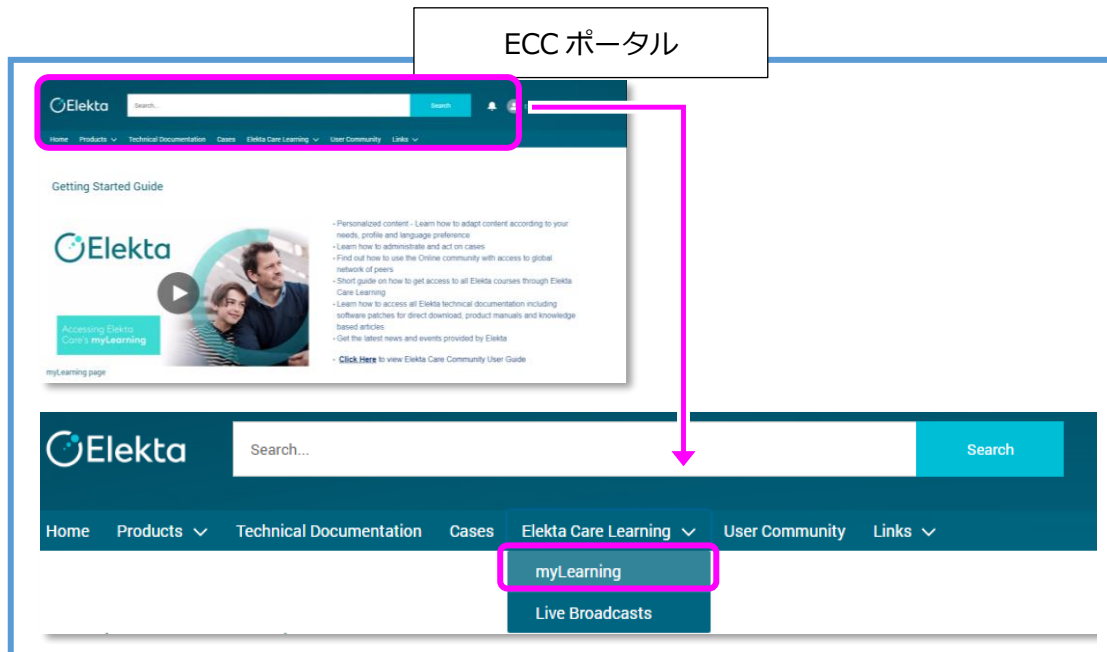 ECC ポータル
Elekta
Search...
Search
Home Products Technical Documentation Cases Elekta Care Learning User Community Links
Getting Started Guide
Elekta
Accessing Elekta
Care's myLearning
myLearning page
- Personalized content - Learn how to adapt content according to your
needs, profile and language preference
- Learn how to administrate and act on cases
- Find out how to use the Online community with access to global
network of peers
- Short guide on how to get access to all Elekta courses through Elekta
Care Learning
- Learn how to access all Elekta technical documentation including
software patches for direct download, product manuals and knowledge
based articles
- Get the latest news and events provided by Elekta
- Click Here to view Elekta Care Community User Guide
Elekta
Search...
Search
Home Products Technical Documentation Cases Elekta Care Learning User Community Links
myLearning
Live Broadcasts